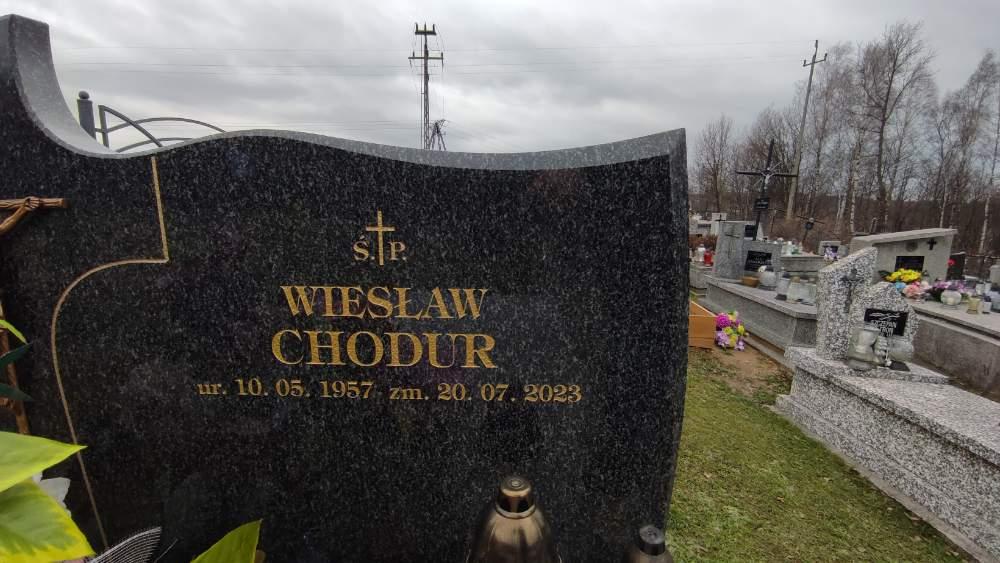 Ś.P.
WIESŁAW
CHODUR
ur. 10. 05. 1957 zm. 20. 07. 2023